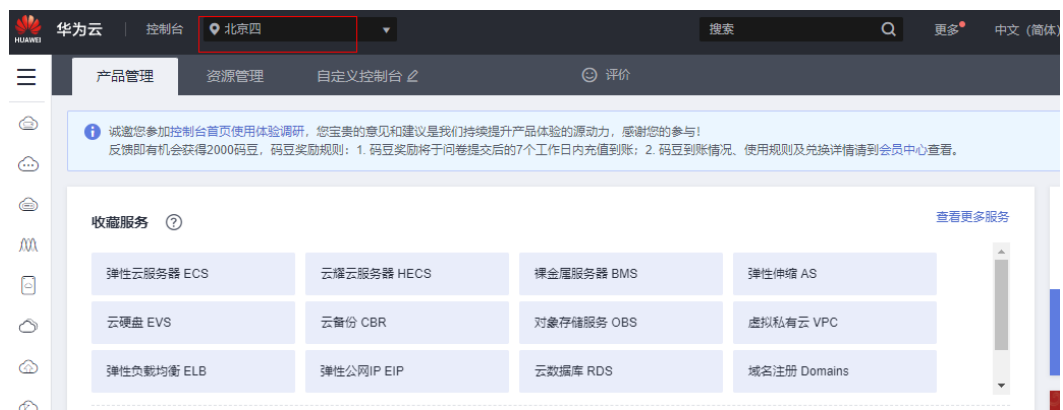 HUAWEI 华为云 控制台 北京四 搜索 更多 中文 (简体)
产品管理 资源管理 自定义控制台 评价
诚邀您参加控制台首页使用体验调研，您宝贵的意见和建议是我们持续提升产品体验的源动力，感谢您的参与！
反馈即有机会获得2000码豆，码豆奖励规则：1. 码豆奖励将于问卷提交后的7个工作日内充值到账；2. 码豆到账情况、使用规则及兑换详情请到会员中心查看。
收藏服务 ? 查看更多服务
弹性云服务器 ECS 云耀云服务器 HECS 裸金属服务器 BMS 弹性伸缩 AS
云硬盘 EVS 云备份 CBR 对象存储服务 OBS 虚拟私有云 VPC
弹性负载均衡 ELB 弹性公网IP EIP 云数据库 RDS 域名注册 Domains